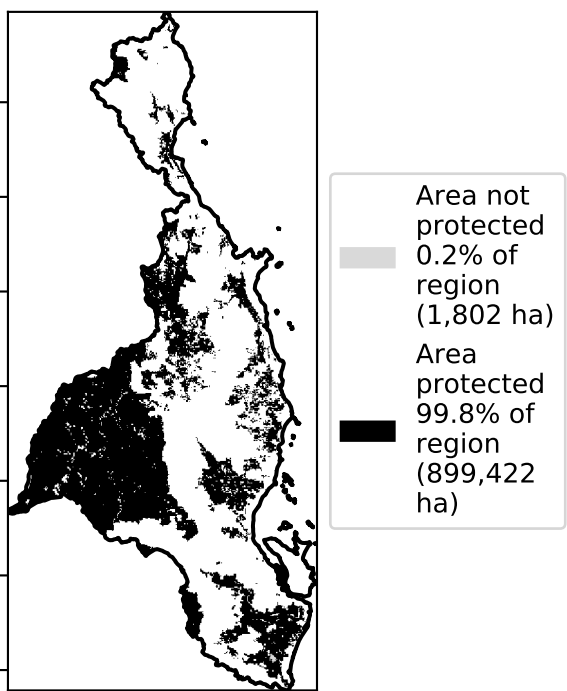 Area not
protected
0.2% of
region
(1,802 ha)
Area
protected
99.8% of
region
(899,422
ha)